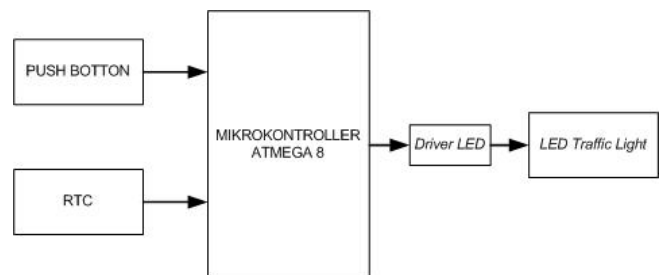 PUSH BOTTON
RTC
MIKROKONTROLLER
ATMEGA 8
Driver LED
LED Traffic Light